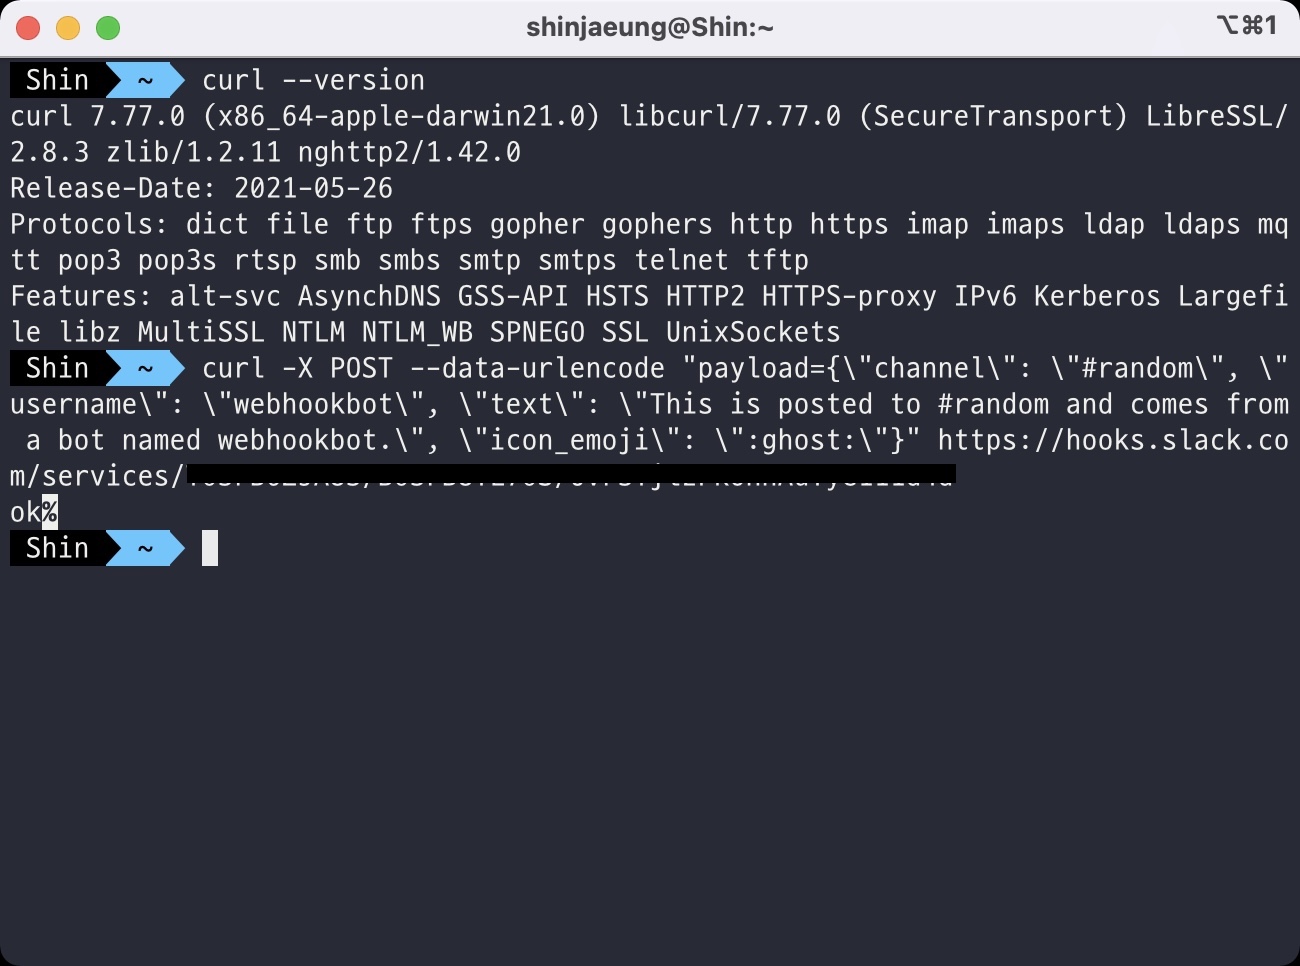 shinjaeung@Shin:~
⌥⌘1
Shin ~ curl --version
curl 7.77.0 (x86_64-apple-darwin21.0) libcurl/7.77.0 (SecureTransport) LibreSSL/
2.8.3 zlib/1.2.11 nghttp2/1.42.0
Release-Date: 2021-05-26
Protocols: dict file ftp ftps gopher gophers http https imap imaps ldap ldaps mq
tt pop3 pop3s rtsp smb smbs smtp smtps telnet tftp
Features: alt-svc AsynchDNS GSS-API HSTS HTTP2 HTTPS-proxy IPv6 Kerberos Largefi
le libz MultiSSL NTLM NTLM_WB SPNEGO SSL UnixSockets
Shin ~ curl -X POST --data-urlencode "payload={\"channel\": \"#random\", \"
username\": \"webhookbot\", \"text\": \"This is posted to #random and comes from
 a bot named webhookbot.\", \"icon_emoji\": \":ghost:\"}" https://hooks.slack.co
m/services/
ok%
Shin ~